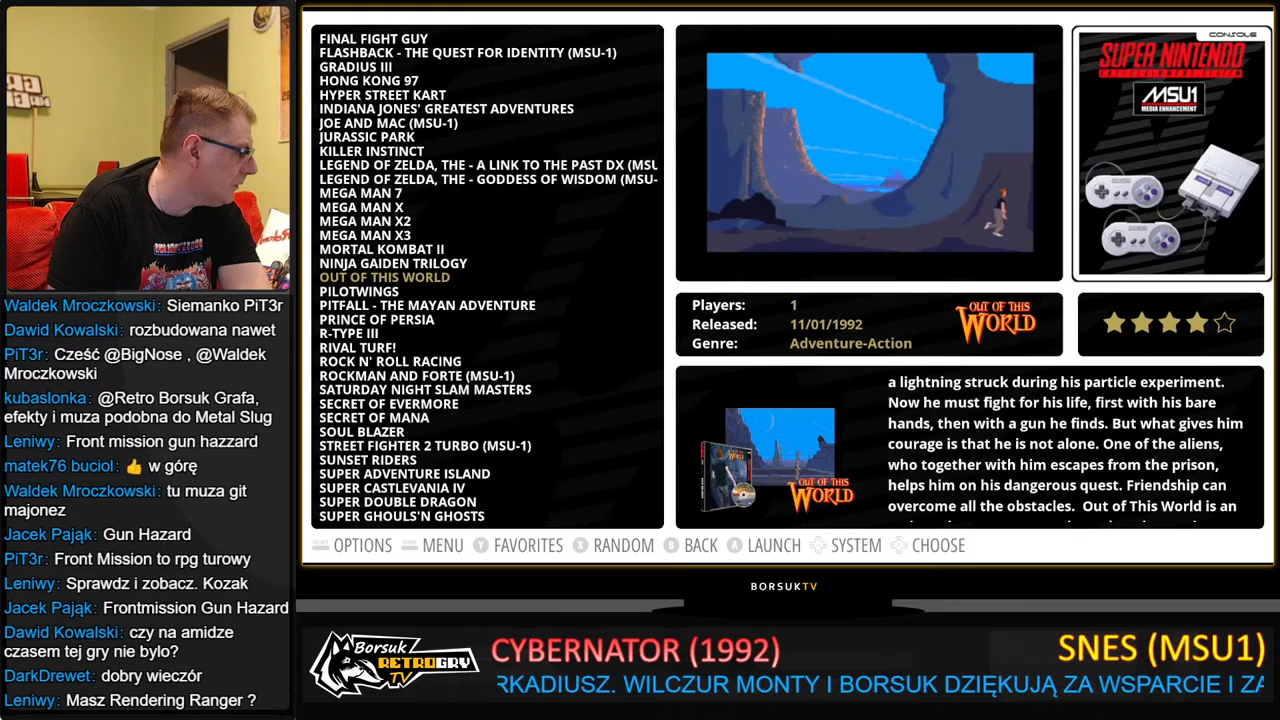 FINAL FIGHT GUY
FLASHBACK - THE QUEST FOR IDENTITY (MSU-1)
GRADIUS III
HONG KONG 97
HYPER STREET KART
INDIANA JONES' GREATEST ADVENTURES
JOE AND MAC (MSU-1)
JURASSIC PARK
KILLER INSTINCT
LEGEND OF ZELDA, THE - A LINK TO THE PAST DX (MSU
LEGEND OF ZELDA, THE - GODDESS OF WISDOM (MSU-
MEGA MAN 7
MEGA MAN X
MEGA MAN X2
MEGA MAN X3
MORTAL KOMBAT II
NINJA GAIDEN TRILOGY
OUT OF THIS WORLD
PILOTWINGS
PITFALL - THE MAYAN ADVENTURE
PRINCE OF PERSIA
R-TYPE III
RIVAL TURF!
ROCK N' ROLL RACING
ROCKMAN AND FORTE (MSU-1)
SATURDAY NIGHT SLAM MASTERS
SECRET OF EVERMORE
SECRET OF MANA
SOUL BLAZER
STREET FIGHTER 2 TURBO (MSU-1)
SUNSET RIDERS
SUPER ADVENTURE ISLAND
SUPER CASTLEVANIA IV
SUPER DOUBLE DRAGON
SUPER GHOULS'N GHOSTS
CONSOLE
SUPER NINTENDO
ENTERTAINMENT SYSTEM
MSU1
MEDIA ENHANCEMENT
Players: 1
Released: 11/01/1992
Genre: Adventure-Action
OUT OF THIS
WORLD
a lightning struck during his particle experiment.
Now he must fight for his life, first with his bare
hands, then with a gun he finds. But what gives him
courage is that he is not alone. One of the aliens,
who together with him escapes from the prison,
helps him on his dangerous quest. Friendship can
overcome all the obstacles. Out of This World is an
OUT OF THIS
WORLD
OPTIONS MENU Y FAVORITES X RANDOM B BACK A LAUNCH SYSTEM CHOOSE
BORSUKTV
Waldek Mroczkowski: Siemanko PiT3r
Dawid Kowalski: rozbudowana nawet
PiT3r: Cześć @BigNose , @Waldek
Mroczkowski
kubaslonka: @Retro Borsuk Grafa,
efekty i muza podobna do Metal Slug
Leniwy: Front mission gun hazzard
matek76 buciol: 👍 w górę
Waldek Mroczkowski: tu muza git
majonez
Jacek Pająk: Gun Hazard
PiT3r: Front Mission to rpg turowy
Leniwy: Sprawdz i zobacz. Kozak
Jacek Pająk: Frontmission Gun Hazard
Dawid Kowalski: czy na amidze
czasem tej gry nie bylo?
DarkDrewet: dobry wieczór
Leniwy: Masz Rendering Ranger ?
Borsuk
RETROGRY
TV
CYBERNATOR (1992)
SNES (MSU1)
RKADIUSZ. WILCZUR MONTY I BORSUK DZIĘKUJĄ ZA WSPARCIE I ZA